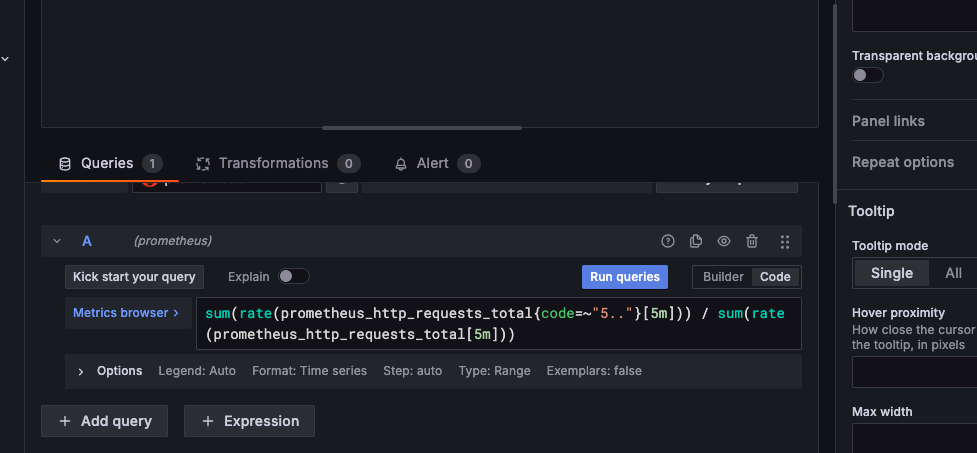 Transparent backgrou
Panel links
Repeat options
Queries 1 Transformations 0 Alert 0
Tooltip
A (prometheus)
Tooltip mode
Single All
Kick start your query Explain Run queries Builder Code
Metrics browser >
sum(rate(prometheus_http_requests_total{code=~"5.."}[5m])) / sum(rate
(prometheus_http_requests_total[5m]))
Hover proximity
How close the cursor
the tooltip, in pixels
Options Legend: Auto Format: Time series Step: auto Type: Range Exemplars: false
Max width
+ Add query + Expression